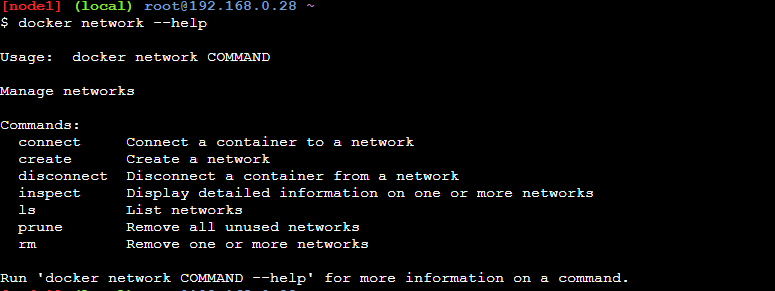 [node1] (local) root@192.168.0.28 ~
$ docker network --help
Usage:  docker network COMMAND
Manage networks
Commands:
  connect     Connect a container to a network
  create      Create a network
  disconnect  Disconnect a container from a network
  inspect     Display detailed information on one or more networks
  ls          List networks
  prune       Remove all unused networks
  rm          Remove one or more networks
Run 'docker network COMMAND --help' for more information on a command.